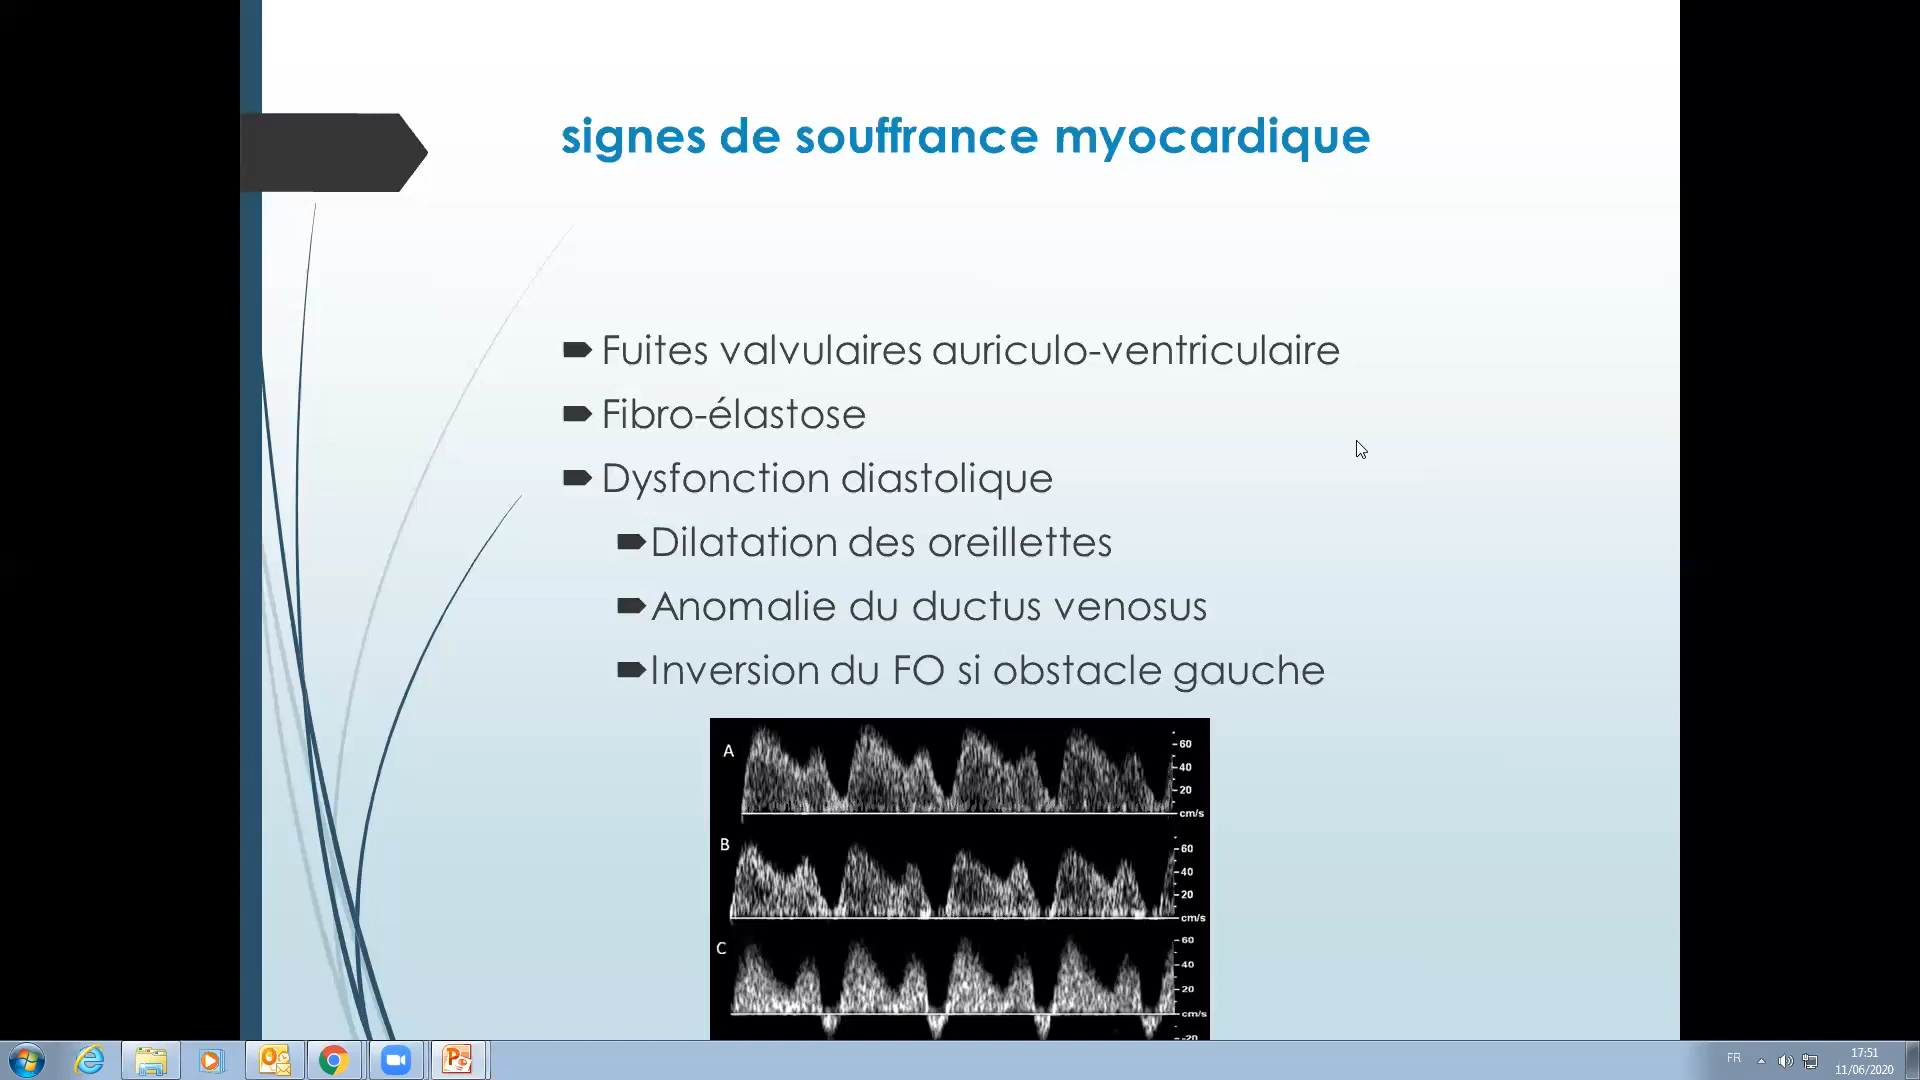 signes de souffrance myocardique
Fuites valvulaires auriculo-ventriculaire
Fibro-élastose
Dysfonction diastolique
Dilatation des oreillettes
Anomalie du ductus venosus
Inversion du FO si obstacle gauche
A
60
40
20
cm/s
B
60
40
20
cm/s
C
60
40
20
cm/s
-20
FR
17:51
11/06/2020